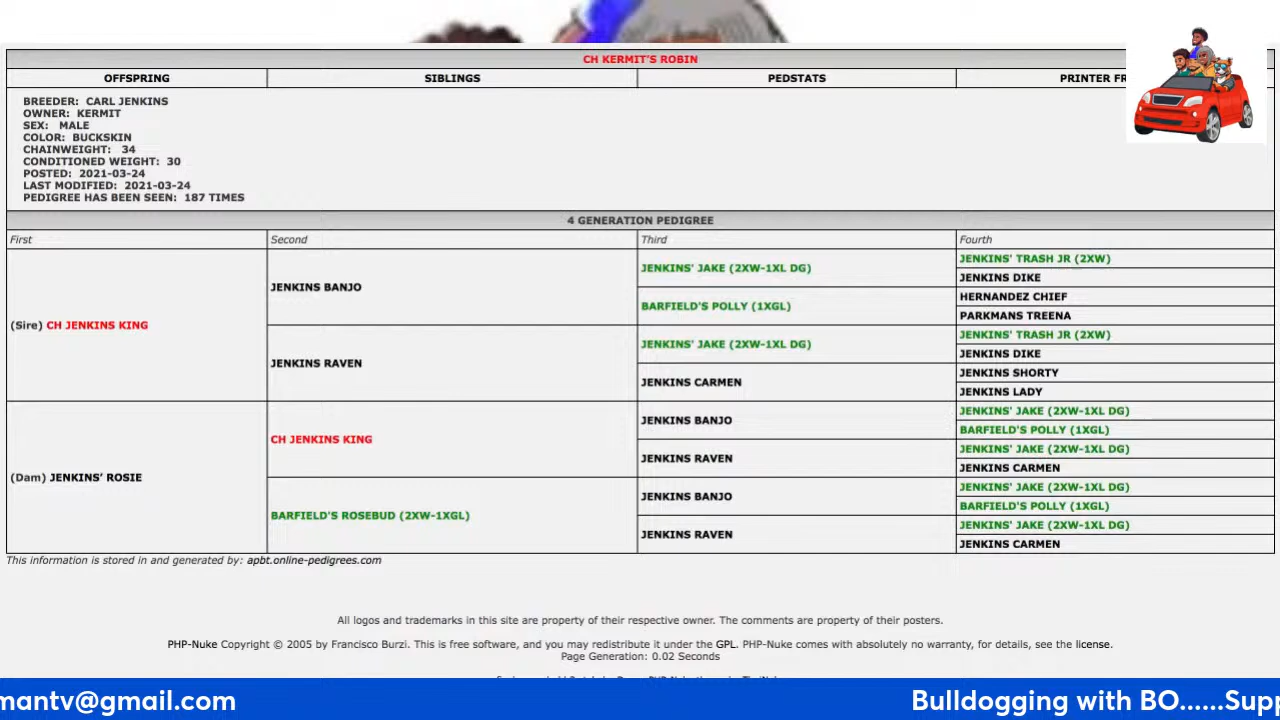 CH KERMIT'S ROBIN
OFFSPRING SIBLINGS PEDSTATS PRINTER FR
BREEDER: CARL JENKINS
OWNER: KERMIT
SEX: MALE
COLOR: BUCKSKIN
CHAINWEIGHT: 34
CONDITIONED WEIGHT: 30
POSTED: 2021-03-24
LAST MODIFIED: 2021-03-24
PEDIGREE HAS BEEN SEEN: 187 TIMES
4 GENERATION PEDIGREE
First Second Third Fourth
(Sire) CH JENKINS KING
JENKINS BANJO
JENKINS' JAKE (2XW-1XL DG)
JENKINS' TRASH JR (2XW)
JENKINS DIKE
BARFIELD'S POLLY (1XGL)
HERNANDEZ CHIEF
PARKMANS TREENA
JENKINS RAVEN
JENKINS' JAKE (2XW-1XL DG)
JENKINS' TRASH JR (2XW)
JENKINS DIKE
JENKINS CARMEN
JENKINS SHORTY
JENKINS LADY
(Dam) JENKINS' ROSIE
CH JENKINS KING
JENKINS BANJO
JENKINS' JAKE (2XW-1XL DG)
BARFIELD'S POLLY (1XGL)
JENKINS RAVEN
JENKINS' JAKE (2XW-1XL DG)
JENKINS CARMEN
BARFIELD'S ROSEBUD (2XW-1XGL)
JENKINS BANJO
JENKINS' JAKE (2XW-1XL DG)
BARFIELD'S POLLY (1XGL)
JENKINS RAVEN
JENKINS' JAKE (2XW-1XL DG)
JENKINS CARMEN
This information is stored in and generated by: apbt.online-pedigrees.com
All logos and trademarks in this site are property of their respective owner. The comments are property of their posters.
PHP-Nuke Copyright © 2005 by Francisco Burzi. This is free software, and you may redistribute it under the GPL. PHP-Nuke comes with absolutely no warranty, for details, see the license.
Page Generation: 0.02 Seconds
mantv@gmail.com Bulldogging with BO......Supp